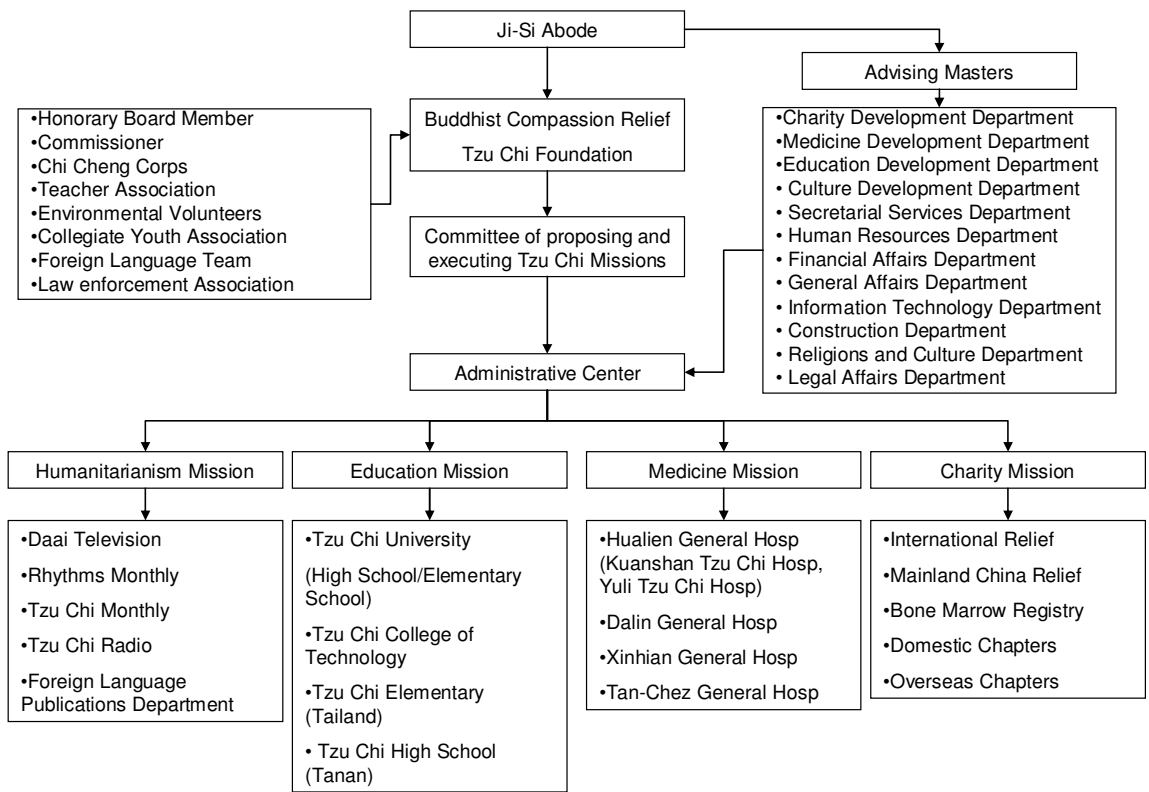 Ji-Si Abode
Advising Masters
•Honorary Board Member
•Commissioner
•Chi Cheng Corps
•Teacher Association
•Environmental Volunteers
•Collegiate Youth Association
•Foreign Language Team
•Law enforcement Association
Buddhist Compassion Relief
Tzu Chi Foundation
•Charity Development Department
•Medicine Development Department
•Education Development Department
• Culture Development Department
• Secretarial Services Department
• Human Resources Department
• Financial Affairs Department
• General Affairs Department
• Information Technology Department
• Construction Department
• Religions and Culture Department
• Legal Affairs Department
Committee of proposing and
executing Tzu Chi Missions
Administrative Center
Humanitarianism Mission
Education Mission
Medicine Mission
Charity Mission
•Daai Television
•Rhythms Monthly
•Tzu Chi Monthly
•Tzu Chi Radio
•Foreign Language
Publications Department
•Tzu Chi University
(High School/Elementary
School)
•Tzu Chi College of
Technology
•Tzu Chi Elementary
(Tailand)
• Tzu Chi High School
(Tanan)
•Hualien General Hosp
(Kuanshan Tzu Chi Hosp,
Yuli Tzu Chi Hosp)
•Dalin General Hosp
•Xinhian General Hosp
•Tan-Chez General Hosp
•International Relief
•Mainland China Relief
•Bone Marrow Registry
•Domestic Chapters
•Overseas Chapters